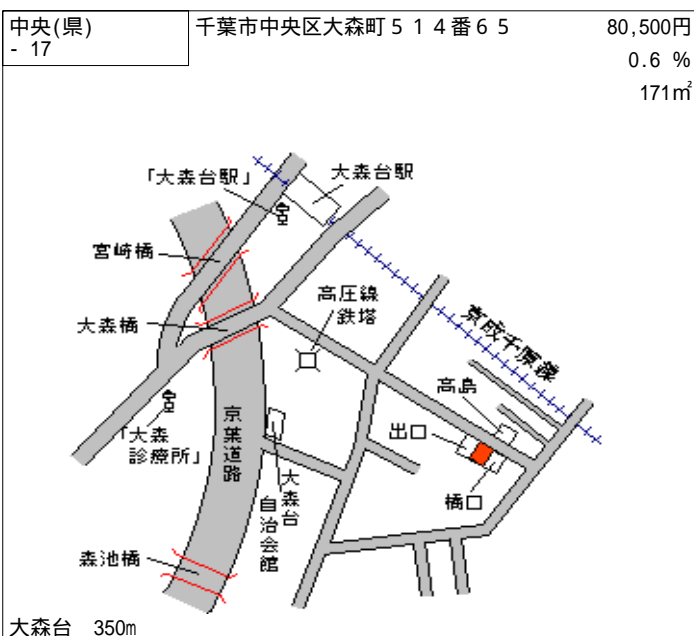 中央(県)
- 17
千葉市中央区大森町５１４番６５
80,500円
0.6 %
171㎡
「大森台駅」
大森台駅
宮崎橋
大森橋
高圧線
鉄塔
京成千原線
高島
出口
橋口
「大森
診療所」
京葉道路
大森台
自治会館
森池橋
大森台 350m